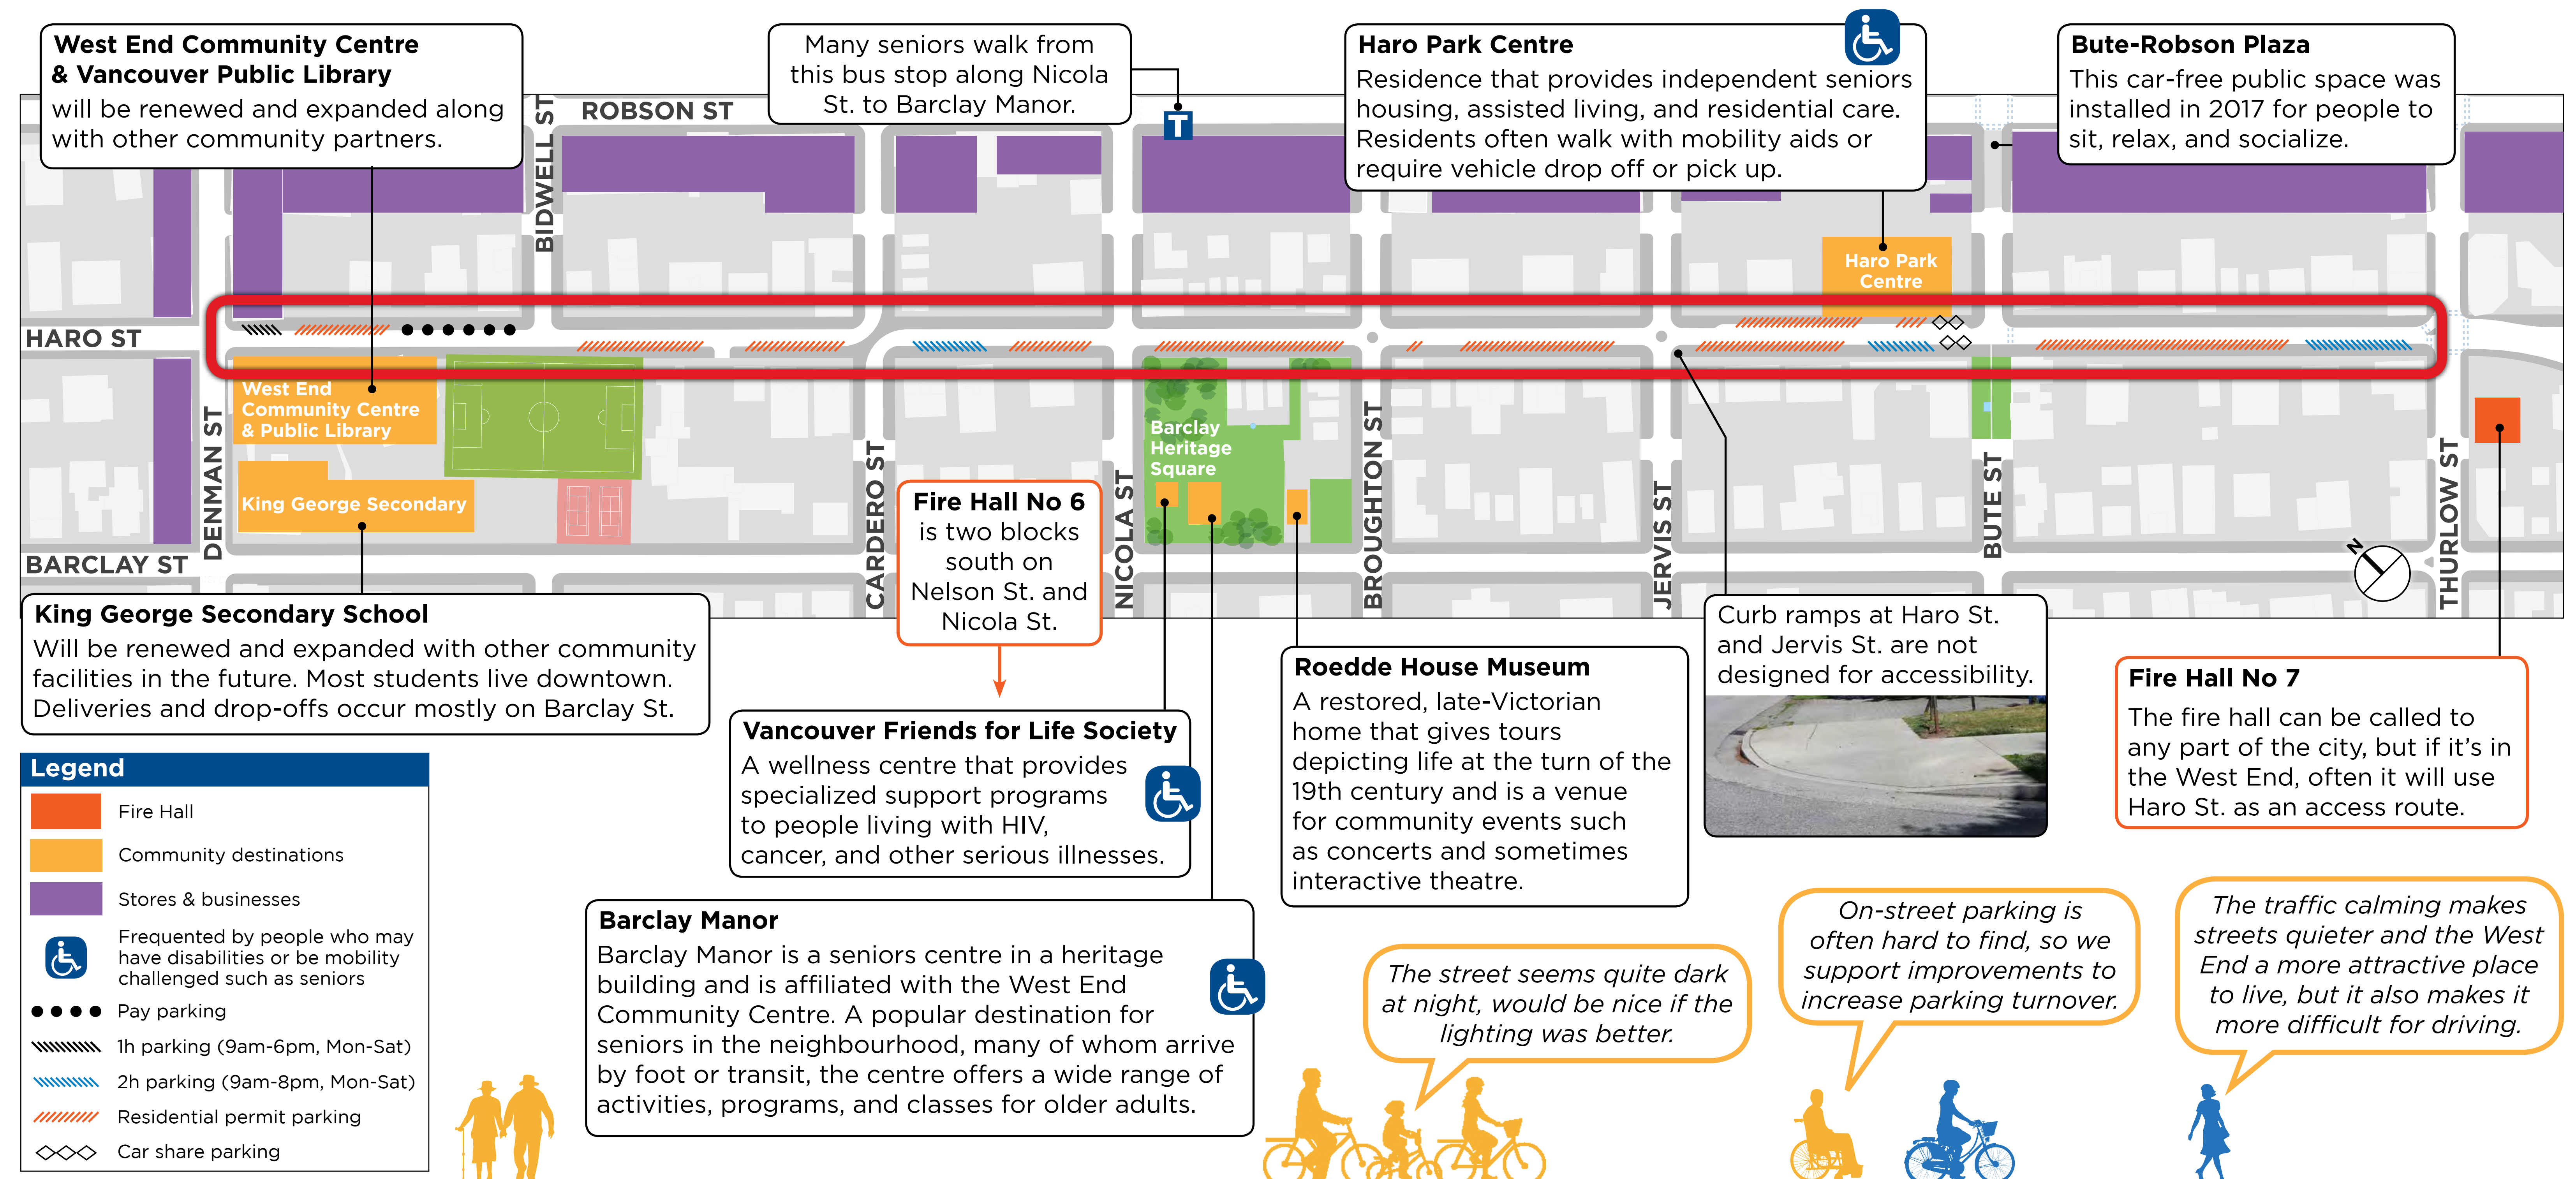 West End Community Centre
& Vancouver Public Library
will be renewed and expanded along
with other community partners.
Many seniors walk from
this bus stop along Nicola
St. to Barclay Manor.
Haro Park Centre
Residence that provides independent seniors
housing, assisted living, and residential care.
Residents often walk with mobility aids or
require vehicle drop off or pick up.
Bute-Robson Plaza
This car-free public space was
installed in 2017 for people to
sit, relax, and socialize.
ROBSON ST
BIDWELL ST
T
Haro Park
Centre
HARO ST
West End
Community Centre
& Public Library
King George Secondary
Barclay
Heritage
Square
DENMAN ST
CARDERO ST
NICOLA ST
BROUGHTON ST
JERVIS ST
BUTE ST
THURLOW ST
N
BARCLAY ST
Fire Hall No 6
is two blocks
south on
Nelson St. and
Nicola St.
King George Secondary School
Will be renewed and expanded with other community
facilities in the future. Most students live downtown.
Deliveries and drop-offs occur mostly on Barclay St.
Curb ramps at Haro St.
and Jervis St. are not
designed for accessibility.
Roedde House Museum
A restored, late-Victorian
home that gives tours
depicting life at the turn of the
19th century and is a venue
for community events such
as concerts and sometimes
interactive theatre.
Fire Hall No 7
The fire hall can be called to
any part of the city, but if it's in
the West End, often it will use
Haro St. as an access route.
Vancouver Friends for Life Society
A wellness centre that provides
specialized support programs
to people living with HIV,
cancer, and other serious illnesses.
Legend
Fire Hall
Community destinations
Stores & businesses
Frequented by people who may
have disabilities or be mobility
challenged such as seniors
Pay parking
1h parking (9am-6pm, Mon-Sat)
2h parking (9am-8pm, Mon-Sat)
Residential permit parking
Car share parking
Barclay Manor
Barclay Manor is a seniors centre in a heritage
building and is affiliated with the West End
Community Centre. A popular destination for
seniors in the neighbourhood, many of whom arrive
by foot or transit, the centre offers a wide range of
activities, programs, and classes for older adults.
The street seems quite dark
at night, would be nice if the
lighting was better.
On-street parking is
often hard to find, so we
support improvements to
increase parking turnover.
The traffic calming makes
streets quieter and the West
End a more attractive place
to live, but it also makes it
more difficult for driving.